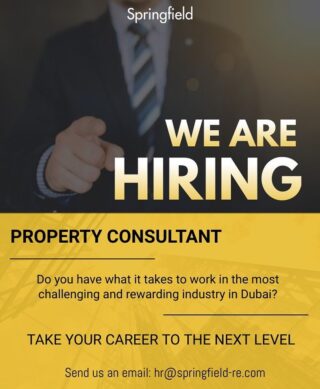 Springfield
WE ARE
HIRING
PROPERTY CONSULTANT
Do you have what it takes to work in the most
challenging and rewarding industry in Dubai?
TAKE YOUR CAREER TO THE NEXT LEVEL
Send us an email: hr@springfield-re.com